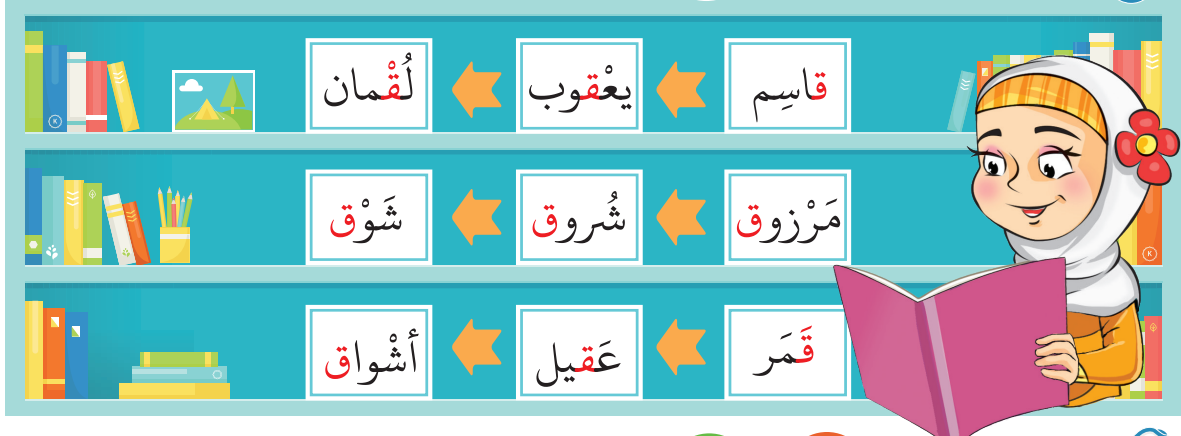 قاسِم يعْقوب لُقْمان
مَرْزوق شُروق شَوْق
قَمَر عَقيل أشْواق